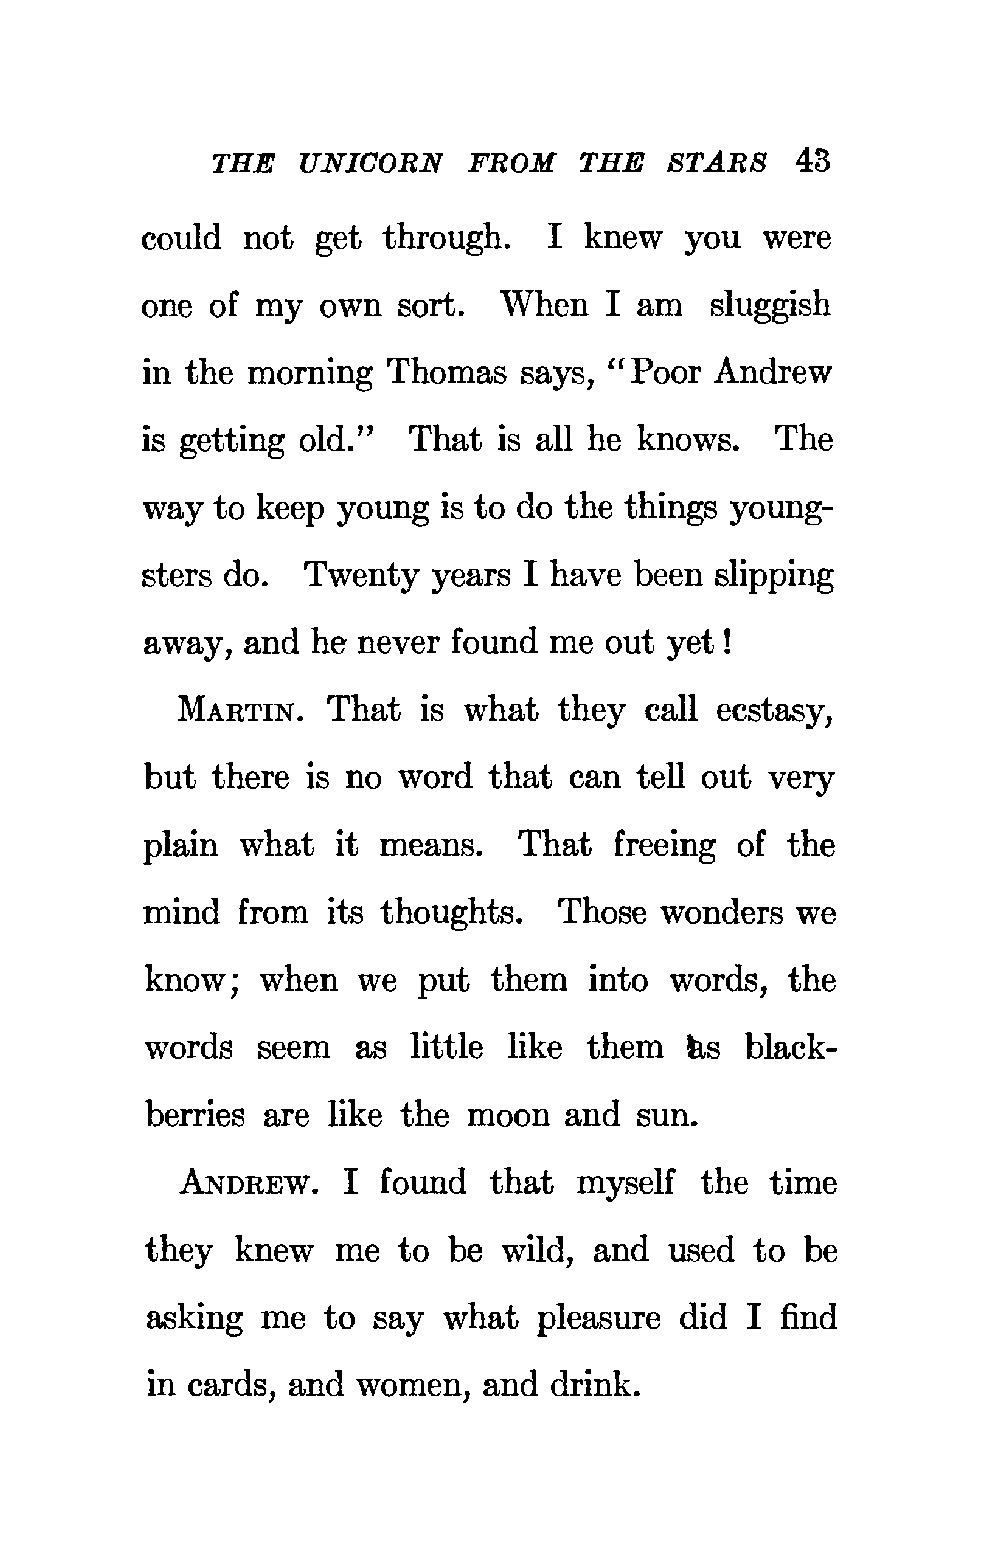 THE UNICORN FROM THE STARS 43
could not get through. I knew you were
one of my own sort. When I am sluggish
in the morning Thomas says, “Poor Andrew
is getting old.” That is all he knows. The
way to keep young is to do the things young-
sters do. Twenty years I have been slipping
away, and he never found me out yet!
MARTIN. That is what they call ecstasy,
but there is no word that can tell out very
plain what it means. That freeing of the
mind from its thoughts. Those wonders we
know; when we put them into words, the
words seem as little like them as black-
berries are like the moon and sun.
ANDREW. I found that myself the time
they knew me to be wild, and used to be
asking me to say what pleasure did I find
in cards, and women, and drink.